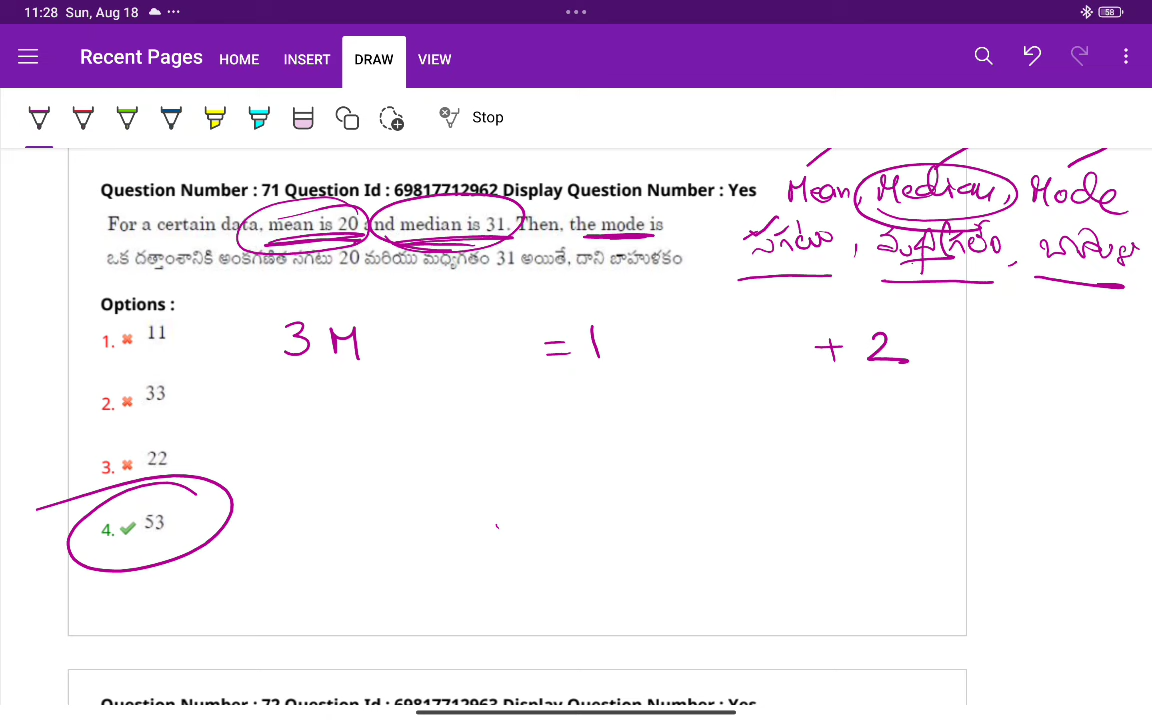 11:28 Sun, Aug 18
58
Recent Pages HOME INSERT DRAW VIEW
Stop
Question Number : 71 Question Id : 69817712962 Display Question Number : Yes
For a certain data, mean is 20 and median is 31. Then, the mode is
ఒక దత్తాంశానికి అంకగణిత సగటు 20 మరియు మధ్యగతం 31 అయితే, దాని బాహుళకం
Mean, Median, Mode
సగటు, మధ్యగతం,
Options :
1. 11
2. 33
3. 22
4. 53
3 M = 1 + 2
Question Number : 72 Question Id : 69817712963 Display Question Number : Yes